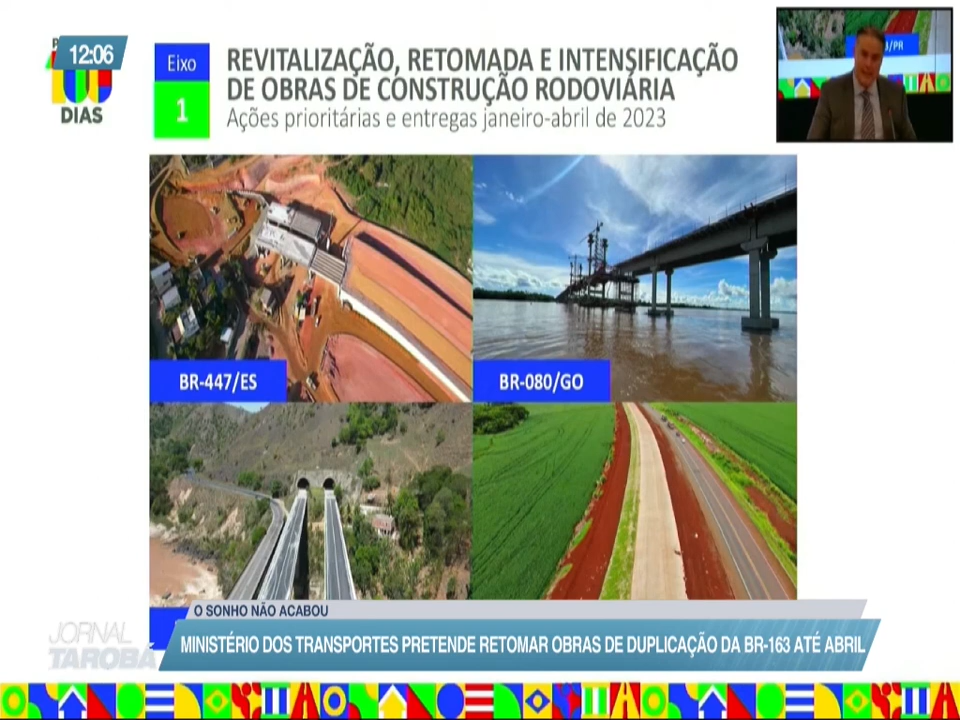 12:06
DIAS
Eixo
1
REVITALIZAÇÃO, RETOMADA E INTENSIFICAÇÃO
DE OBRAS DE CONSTRUÇÃO RODOVIÁRIA
Ações prioritárias e entregas janeiro-abril de 2023
/PR
BR-447/ES
BR-080/GO
O SONHO NÃO ACABOU
MINISTÉRIO DOS TRANSPORTES PRETENDE RETOMAR OBRAS DE DUPLICAÇÃO DA BR-163 ATÉ ABRIL
JORNAL
TAROBÁ